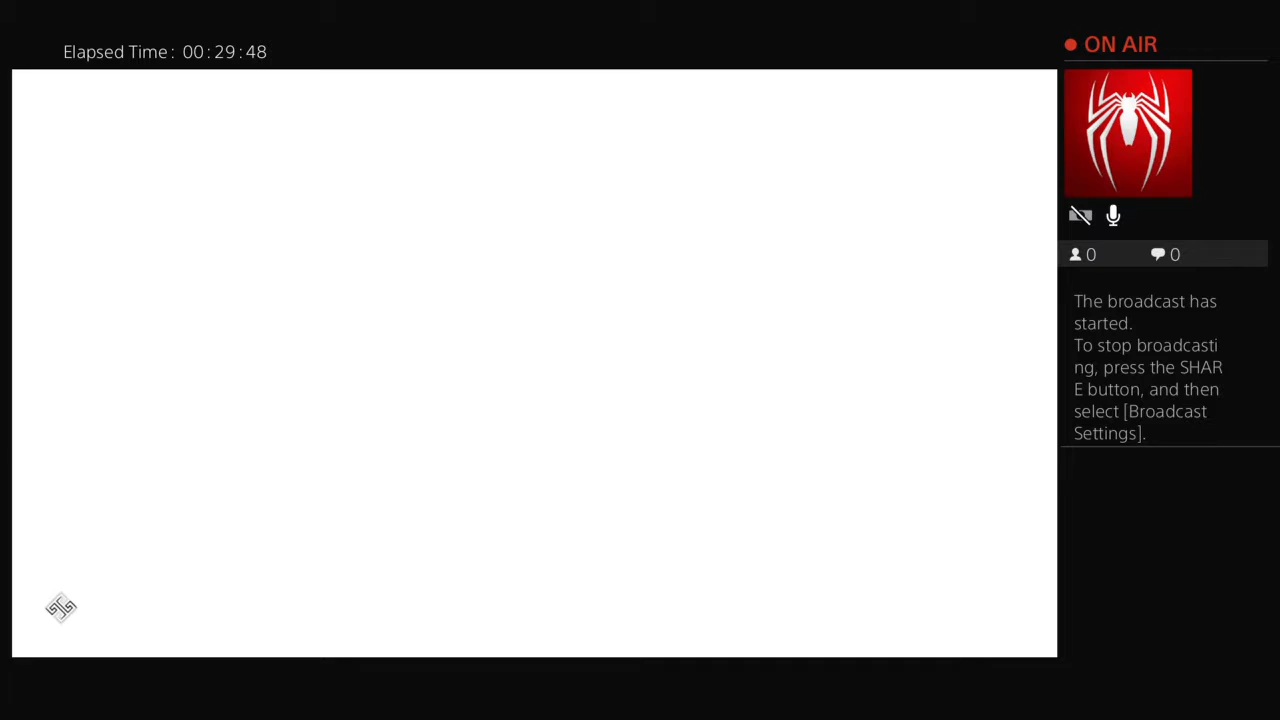 Elapsed Time: 00:29:48
ON AIR
0 0
The broadcast has
started.
To stop broadcasti
ng, press the SHAR
E button, and then
select [Broadcast
Settings].